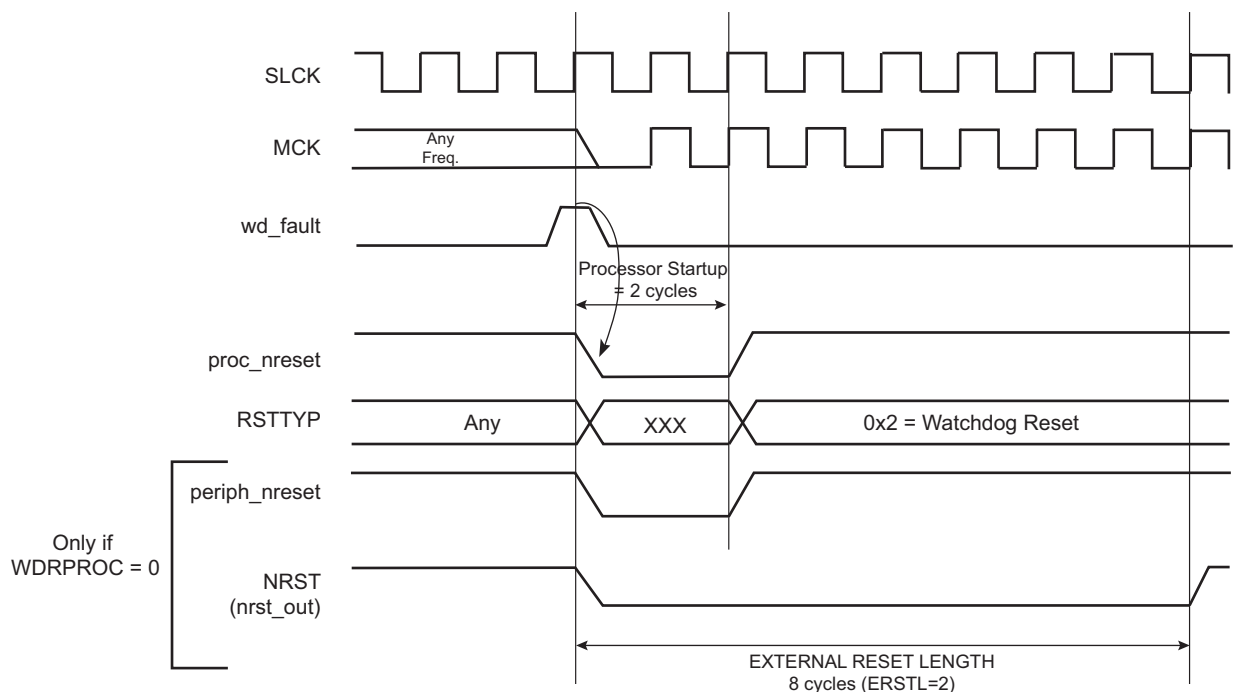 SLCK
MCK
Any
Freq.
wd_fault
Processor Startup
= 2 cycles
proc_nreset
RSTTYP
Any
XXX
0x2 = Watchdog Reset
periph_nreset
Only if
WDRPROC = 0
NRST
(nrst_out)
EXTERNAL RESET LENGTH
8 cycles (ERSTL=2)